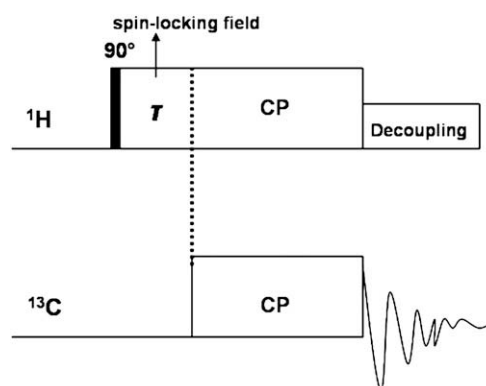 spin-locking field
90°
¹H
τ
CP
Decoupling
¹³C
CP